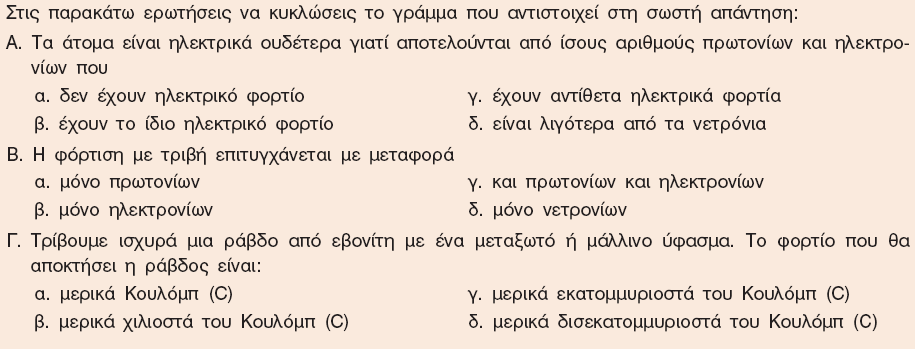 Στις παρακάτω ερωτήσεις να κυκλώσεις το γράμμα που αντιστοιχεί στη σωστή απάντηση:
Α. Τα άτομα είναι ηλεκτρικά ουδέτερα γιατί αποτελούνται από ίσους αριθμούς πρωτονίων και ηλεκτρο-
νίων που
α. δεν έχουν ηλεκτρικό φορτίο γ. έχουν αντίθετα ηλεκτρικά φορτία
β. έχουν το ίδιο ηλεκτρικό φορτίο δ. είναι λιγότερα από τα νετρόνια
Β. Η φόρτιση με τριβή επιτυγχάνεται με μεταφορά
α. μόνο πρωτονίων γ. και πρωτονίων και ηλεκτρονίων
β. μόνο ηλεκτρονίων δ. μόνο νετρονίων
Γ. Τρίβουμε ισχυρά μια ράβδο από εβονίτη με ένα μεταξωτό ή μάλλινο ύφασμα. Το φορτίο που θα
αποκτήσει η ράβδος είναι:
α. μερικά Κουλόμπ (C) γ. μερικά εκατομμυριοστά του Κουλόμπ (C)
β. μερικά χιλιοστά του Κουλόμπ (C) δ. μερικά δισεκατομμυριοστά του Κουλόμπ (C)